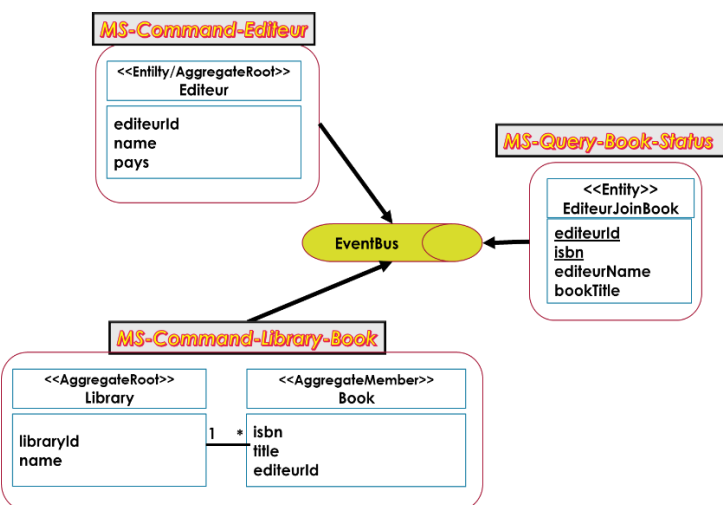 MS-Command-Editeur
<<Entilty/AggregateRoot>>
Editeur
editeurId
name
pays
MS-Query-Book-Status
<<Entity>>
EditeurJoinBook
editeurId
isbn
editeurName
bookTitle
EventBus
MS-Command-Library-Book
<<AggregateRoot>>
Library
libraryId
name
1 *
<<AggregateMember>>
Book
isbn
title
editeurId